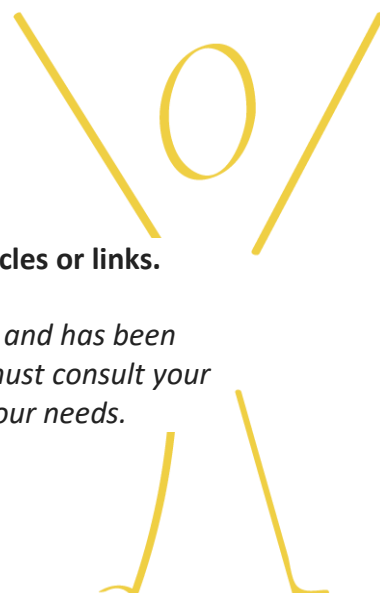 cles or links.
and has been
must consult your
our needs.